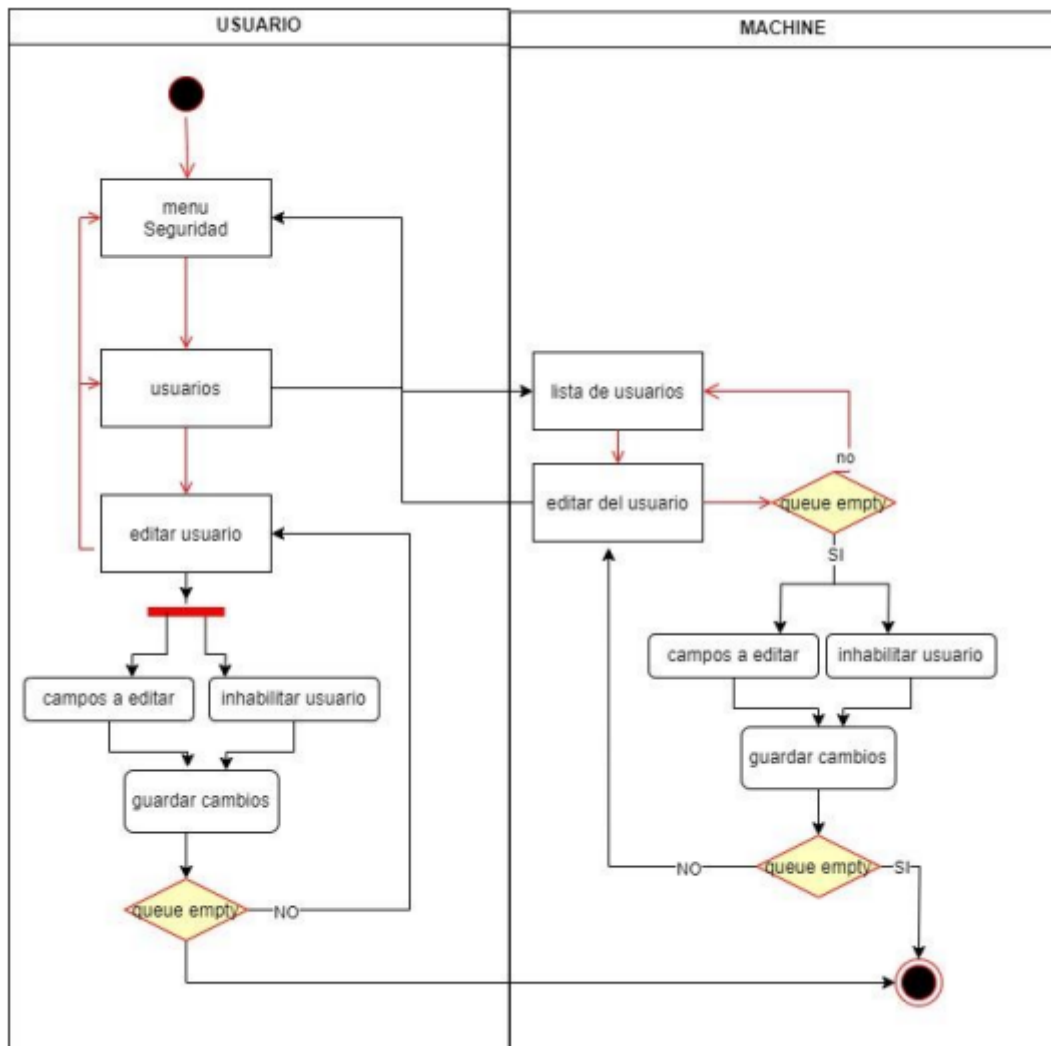 USUARIO
MACHINE
menu
Seguridad
usuarios
lista de usuarios
no
editar usuario
editar del usuario
queue empty
SI
campos a editar
inhabilitar usuario
campos a editar
inhabilitar usuario
guardar cambios
guardar cambios
queue empty
NO
queue empty
NO
SI